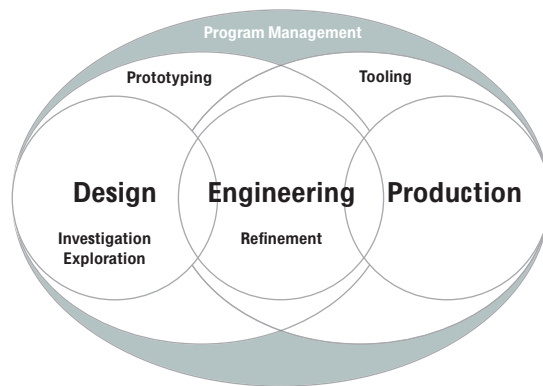 Program Management
Prototyping
Tooling
Design
Engineering
Production
Investigation
Exploration
Refinement